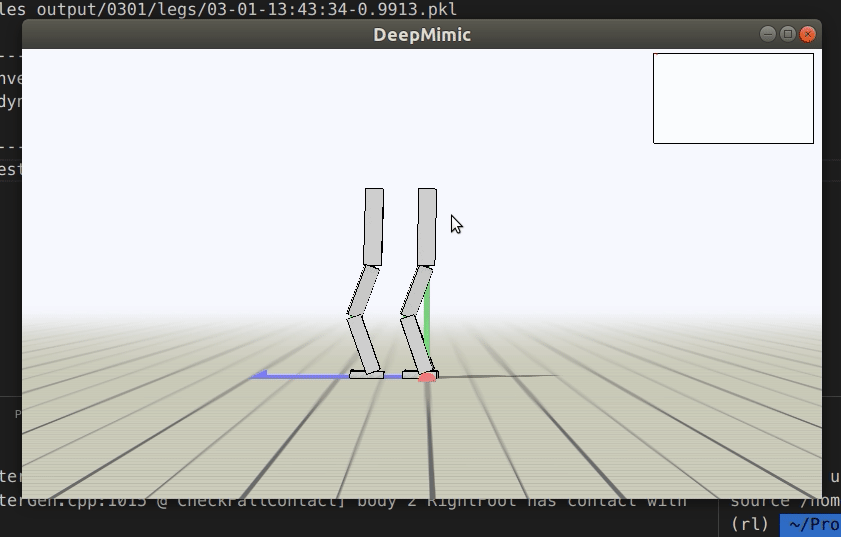 les output/0301/legs/03-01-13:43:34-0.9913.pkl
DeepMimic
---
nve
dyn
---
est
P
ter
u
terGen.cpp:1015 @ CheckFallContact] body 2 RightFoot has contact with
source /hom
(rl) ~/Pro